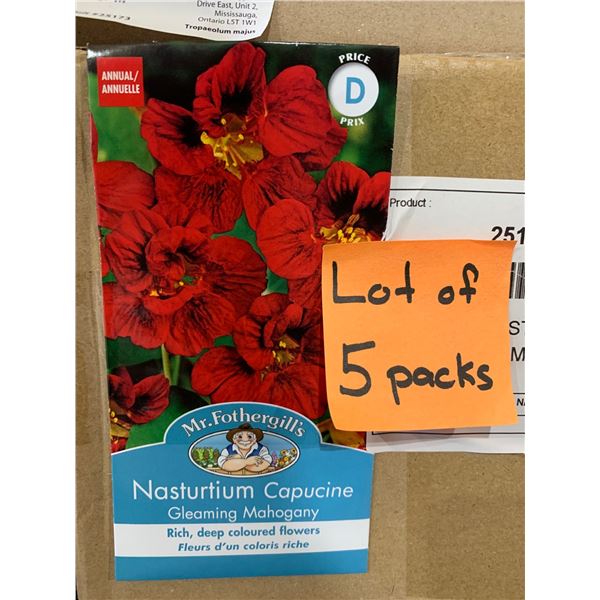 Drive East, Unit 2,
Mississauga,
Ontario L5T 1W1
#25173
Tropaeolum majus
ANNUAL/
ANNUELLE
PRICE
D
PRIX
Product :
251
Lot of
5 packs
Mr. Fothergill's
Nasturtium Capucine
Gleaming Mahogany
Rich, deep coloured flowers
Fleurs d'un coloris riche